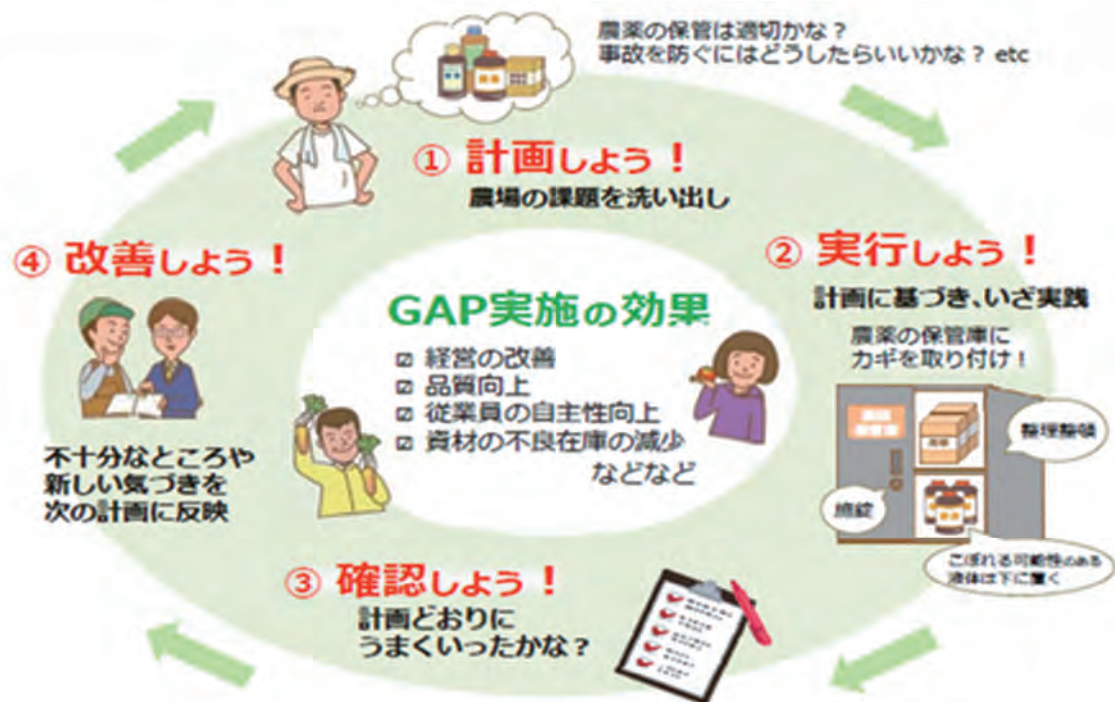 農薬の保管は適切かな？
事故を防ぐにはどうしたらいいかな？ etc
① 計画しよう！
農場の課題を洗い出し
② 実行しよう！
計画に基づき、いざ実践
農薬の保管庫に
カギを取り付け！
整理整頓
施錠
こぼれる可能性のある
液体は下に置く
③ 確認しよう！
計画どおりに
うまくいったかな？
④ 改善しよう！
不十分なところや
新しい気づきを
次の計画に反映
GAP実施の効果
☑ 経営の改善
☑ 品質向上
☑ 従業員の自主性向上
☑ 資材の不良在庫の減少
などなど